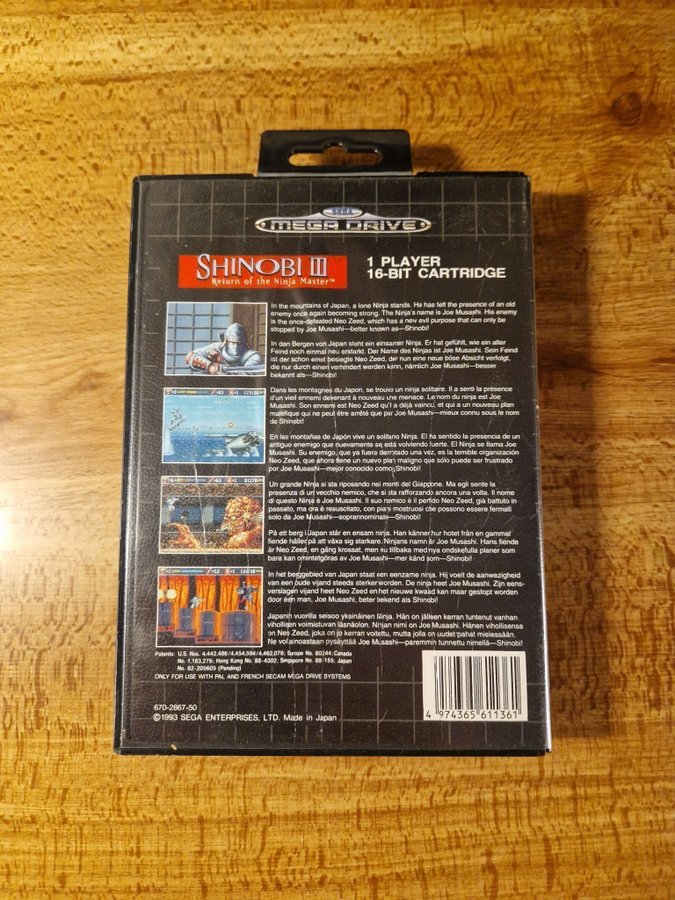 SEGA
MEGA DRIVE
SHINOBI III
Return of the Ninja Master™
1 PLAYER
16-BIT CARTRIDGE
In the mountains of Japan, a lone Ninja stands. He has felt the presence of an old
enemy once again becoming strong. The Ninja's name is Joe Musashi. His enemy
is the once-defeated Neo Zeed, which has a new evil purpose that can only be
stopped by Joe Musashi—better known as—Shinobi!
In den Bergen von Japan steht ein einsamer Ninja. Er hat gefühlt, wie ein alter
Feind noch einmal neu erstarkt. Der Name des Ninjas ist Joe Musashi. Sein Feind
ist der schon einst besiegte Neo Zeed, der nun eine neue böse Absicht verfolgt,
die nur durch einen verhindert werden kann, nämlich Joe Musashi—besser
bekannt als—Shinobi!
Dans les montagnes du Japon, se trouve un ninja solitaire. Il a senti la présence
d'un vieil ennemi devenant à nouveau une menace. Le nom du ninja est Joe
Musashi. Son ennemi est Neo Zeed qu'il a déjà vaincu, et qui a un nouveau plan
maléfique qui ne peut être arrêté que par Joe Musashi—mieux connu sous le nom
de Shinobi!
En las montañas de Japón vive un solitario Ninja. El ha sentido la presencia de un
antiguo enemigo que nuevamente se está volviendo fuerte. El Ninja se llama Joe
Musashi. Su enemigo, que ya fuera derrotado una vez, es la temible organización
Neo Zeed, que ahora tiene un nuevo plan maligno que sólo puede ser frustrado
por Joe Musashi—mejor conocido como¡Shinobi!
Un grande Ninja si sta riposando nei monti del Giappone. Ma egli sente la
presenza di un vecchio nemico, che si sta rafforzando ancora una volta. Il nome
di questo Ninja è Joe Musashi. Il suo nemico è il perfido Neo Zeed, già battuto in
passato, ma ora è resuscitato, con piani mostruosi che possono essere fermati
solo da Joe Musashi—soprannominate—Shinobi!
På ett berg i Japan står en ensam ninja. Han känner hur hotet från en gammal
fiende håller på att växa sig starkare. Ninjans namn är Joe Musashi. Hans fiende
är Neo Zeed, en gång krossat, men nu tillbaka med nya ondskefulla planer som
bara kan omintetgöras av Joe Musashi—mer känd som—Shinobi!
In het berggebied van Japan staat een eenzame ninja. Hij voelt de aanwezigheid
van een oude vijand steeds sterker worden. De ninja heet Joe Musashi. Zijn eens-
verslagen vijand heet Neo Zeed en het nieuwe kwaad kan maar gestopt worden
door één man, Joe Musashi, beter bekend als Shinobi!
Japanin vuorilla seisoo yksinäinen Ninja. Hän on jälleen kerran tuntenut vanhan
vihollisen voimistuvan läsnäolon. Ninjan nimi on Joe Musashi. Hänen vihollisensa
on Neo Zeed, joka on jo kerran voitettu, mutta jolla on uudet pahat mielessään.
Ne voi ainoastaan pysäyttää Joe Musashi—paremmin tunnettu nimellä—Shinobi!
Patents: U.S. Nos. 4,442,486/4,454,594/4,462,076; Europe No. 80244; Canada
No. 1,183,276; Hong Kong No. 88-4302; Singapore No. 88-155; Japan
No. 82-205605 (Pending)
ONLY FOR USE WITH PAL AND FRENCH SECAM MEGA DRIVE SYSTEMS
670-2867-50
©1993 SEGA ENTERPRISES, LTD. Made in Japan
4 974365 611361